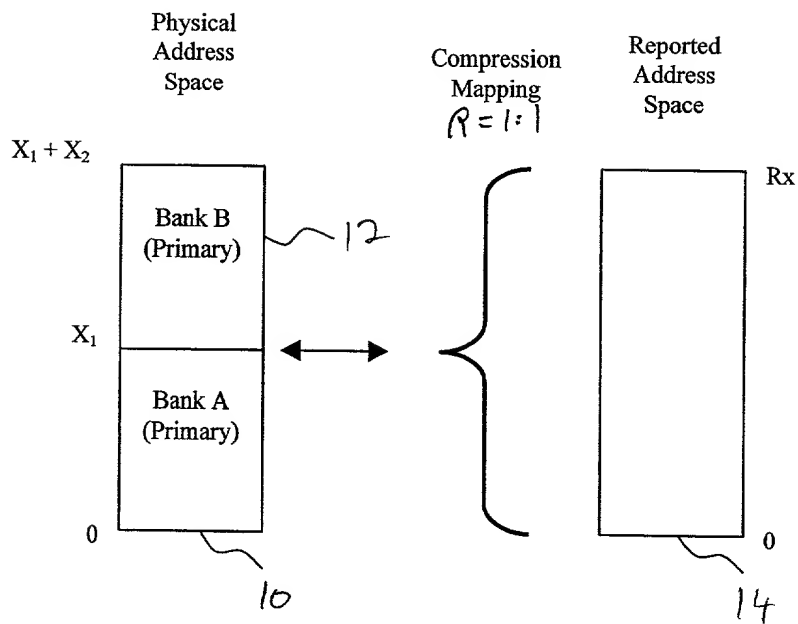 Physical
Address
Space
Compression
Mapping
R = 1:1
Reported
Address
Space
X₁ + X₂
Rx
Bank B
(Primary)
12
X₁
Bank A
(Primary)
0
0
10
14